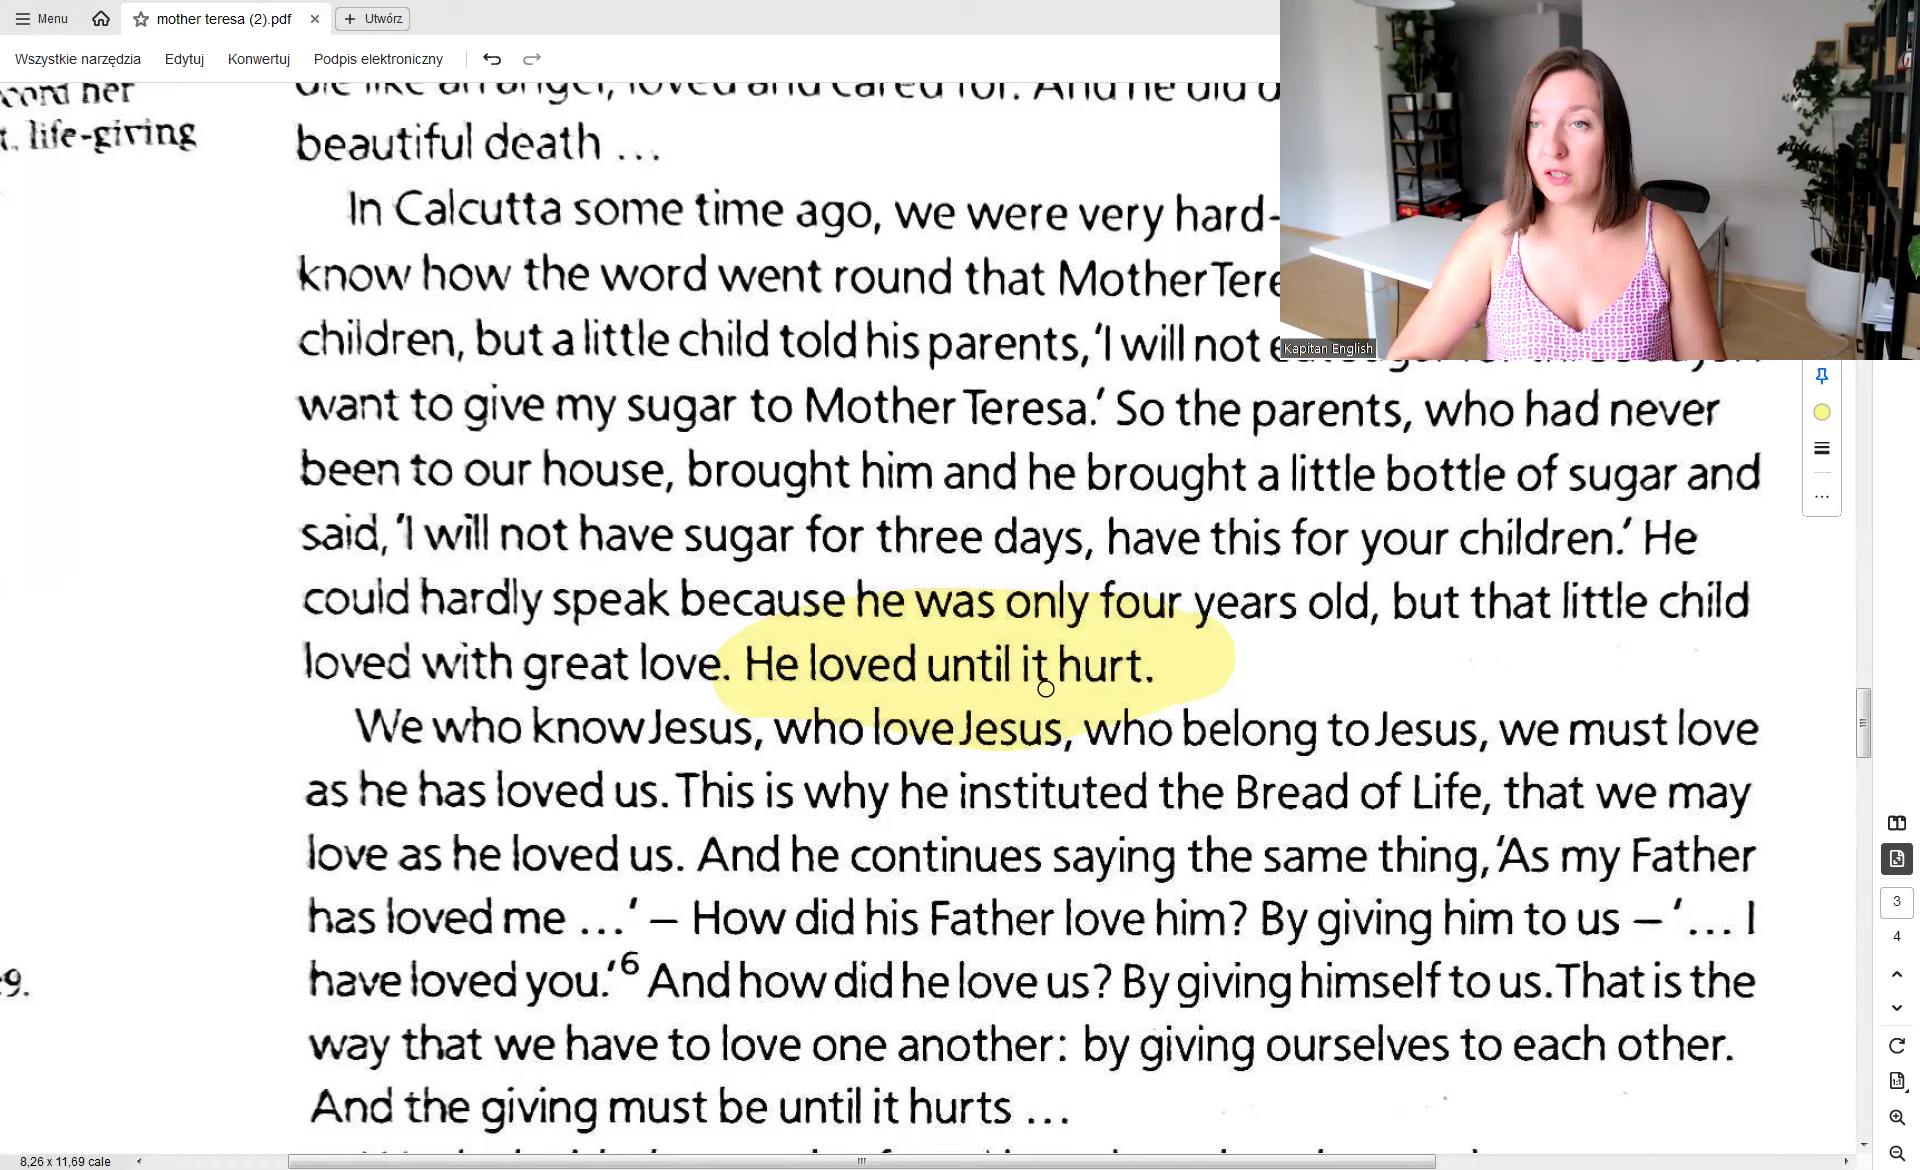 Menu
mother teresa (2).pdf
Utwórz
Wszystkie narzędzia Edytuj Konwertuj Podpis elektroniczny
cord her
life-giving
beautiful death ...
In Calcutta some time ago, we were very hard-
know how the word went round that Mother Tere
children, but a little child told his parents, 'I will not
want to give my sugar to Mother Teresa.' So the parents, who had never
been to our house, brought him and he brought a little bottle of sugar and
said, 'I will not have sugar for three days, have this for your children.' He
could hardly speak because he was only four years old, but that little child
loved with great love. He loved until it hurt.
We who know Jesus, who love Jesus, who belong to Jesus, we must love
as he has loved us. This is why he instituted the Bread of Life, that we may
love as he loved us. And he continues saying the same thing, 'As my Father
has loved me ...' – How did his Father love him? By giving him to us – '... I
have loved you.'6 And how did he love us? By giving himself to us. That is the
way that we have to love one another: by giving ourselves to each other.
And the giving must be until it hurts ...
9.
Kapitan English
3
4
8,26 x 11,69 cale